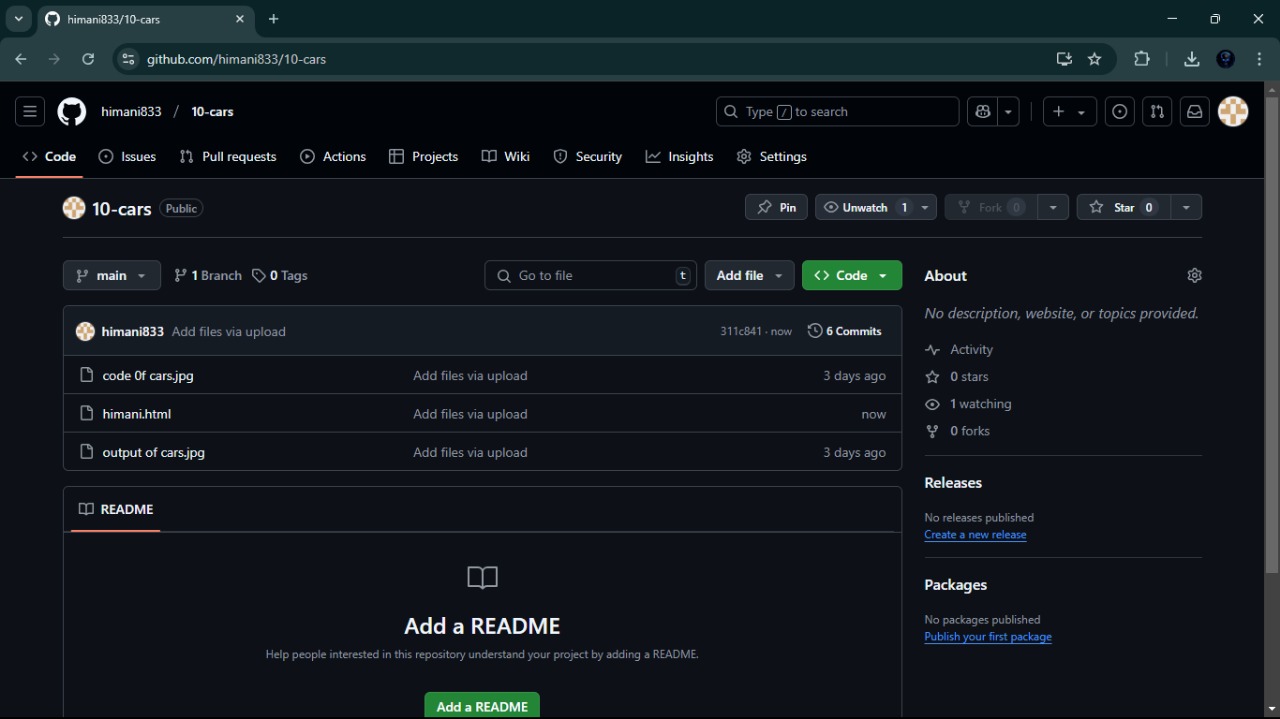 himani833/10-cars
github.com/himani833/10-cars
himani833 / 10-cars
Type / to search
Code Issues Pull requests Actions Projects Wiki Security Insights Settings
10-cars Public
Pin Unwatch 1 Fork 0 Star 0
main 1 Branch 0 Tags Go to file t Add file Code
himani833 Add files via upload 311c841 · now 6 Commits
code 0f cars.jpg Add files via upload 3 days ago
himani.html Add files via upload now
output of cars.jpg Add files via upload 3 days ago
README
Add a README
Help people interested in this repository understand your project by adding a README.
Add a README
About
No description, website, or topics provided.
Activity
0 stars
1 watching
0 forks
Releases
No releases published
Create a new release
Packages
No packages published
Publish your first package